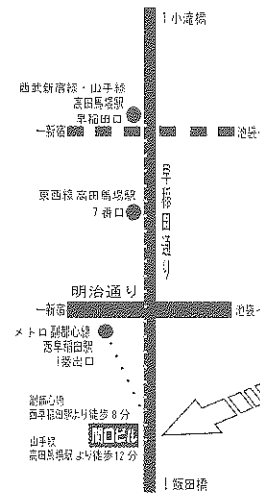 ↑小滝橋
西武新宿線・山手線
高田馬場駅
早稲田口
←新宿
池袋→
早稲田通り
東西線 高田馬場駅
7番口
明治通り
←新宿
池袋→
メトロ 副都心線
西早稲田駅
1番出口
副都心線
西早稲田駅より徒歩 8 分
山手線
高田馬場駅 より徒歩12 分
↓飯田橋